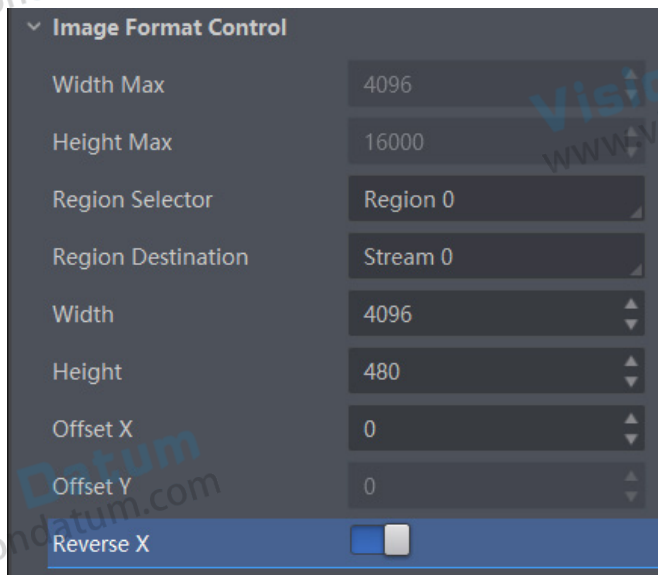 Image Format Control
Width Max 4096
Height Max 16000
Region Selector Region 0
Region Destination Stream 0
Width 4096
Height 480
Offset X 0
Offset Y 0
Reverse X
Datum